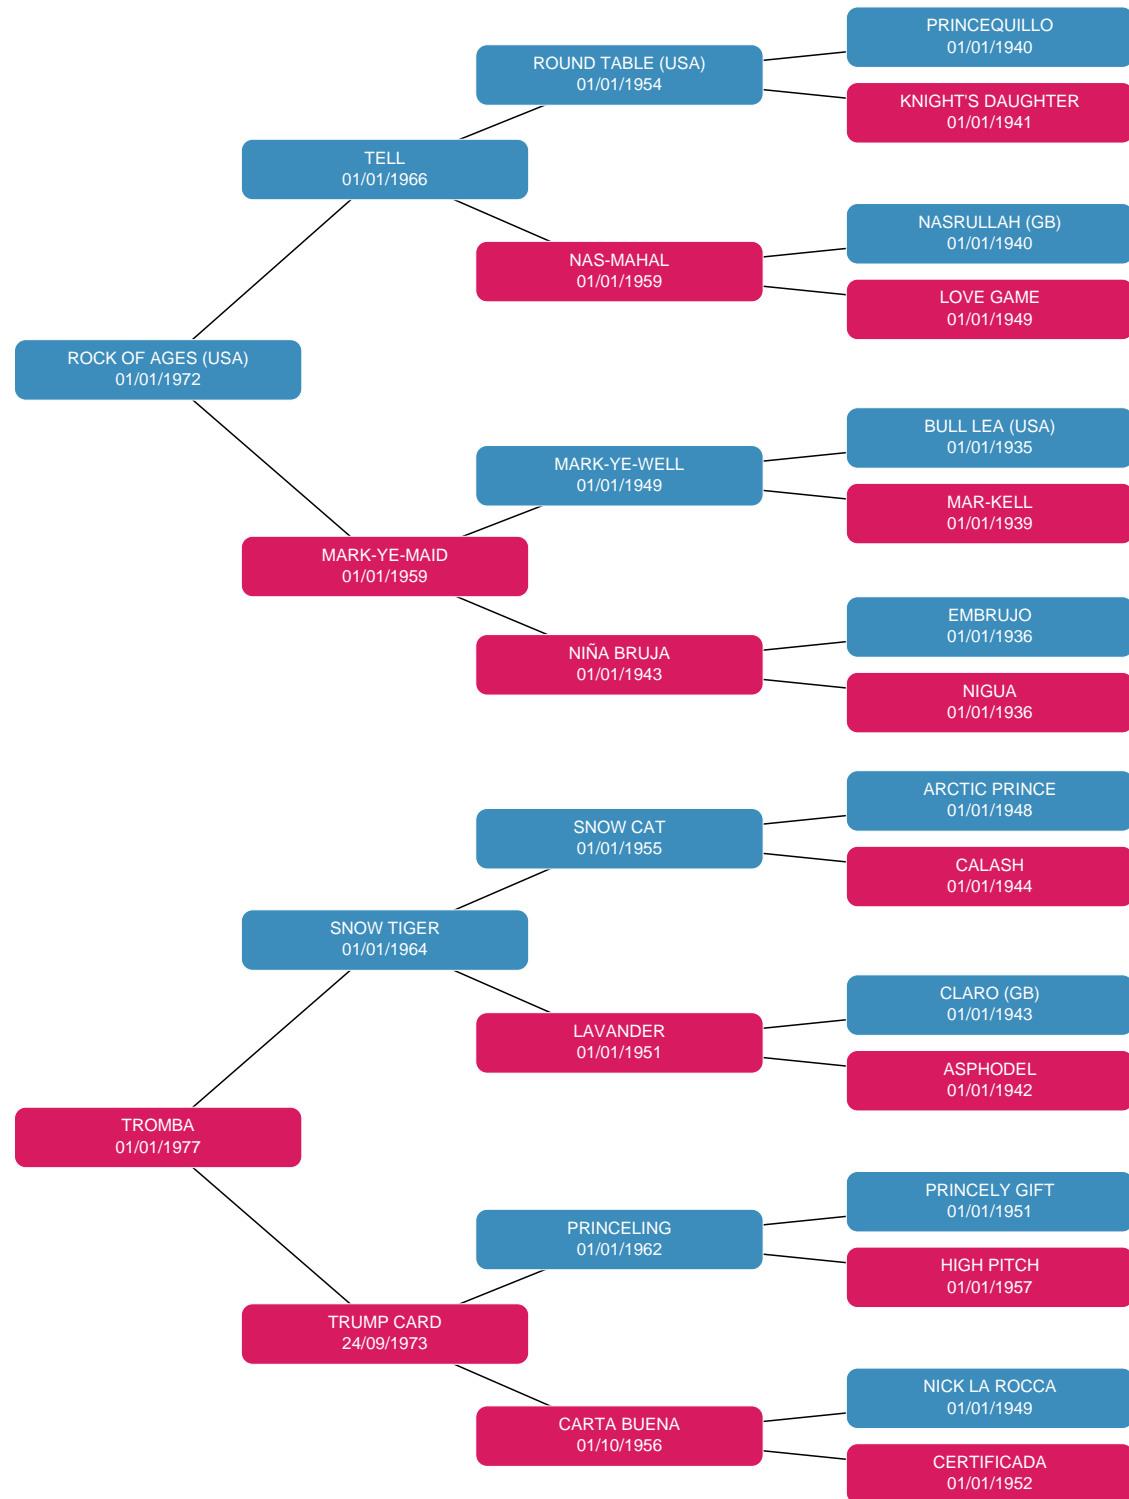 PRINCEQUILLO
01/01/1940
ROUND TABLE (USA)
01/01/1954
KNIGHT'S DAUGHTER
01/01/1941
TELL
01/01/1966
NASRULLAH (GB)
01/01/1940
NAS-MAHAL
01/01/1959
LOVE GAME
01/01/1949
ROCK OF AGES (USA)
01/01/1972
BULL LEA (USA)
01/01/1935
MARK-YE-WELL
01/01/1949
MAR-KELL
01/01/1939
MARK-YE-MAID
01/01/1959
EMBRUJO
01/01/1936
NIÑA BRUJA
01/01/1943
NIGUA
01/01/1936
ARCTIC PRINCE
01/01/1948
SNOW CAT
01/01/1955
CALASH
01/01/1944
SNOW TIGER
01/01/1964
CLARO (GB)
01/01/1943
LAVANDER
01/01/1951
ASPHODEL
01/01/1942
TROMBA
01/01/1977
PRINCELY GIFT
01/01/1951
PRINCELING
01/01/1962
HIGH PITCH
01/01/1957
TRUMP CARD
24/09/1973
NICK LA ROCCA
01/01/1949
CARTA BUENA
01/10/1956
CERTIFICADA
01/01/1952